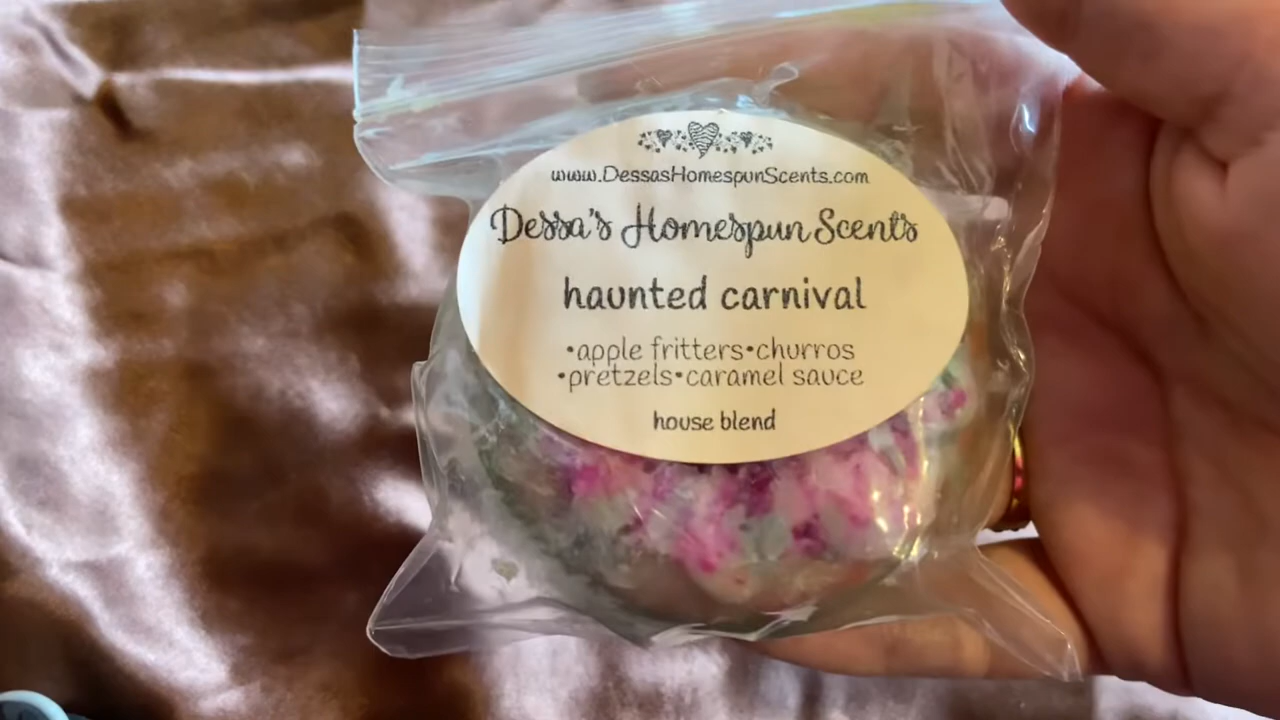 www.DessasHomespunScents.com
Dessa's Homespun Scents
haunted carnival
•apple fritters•churros
•pretzels•caramel sauce
house blend